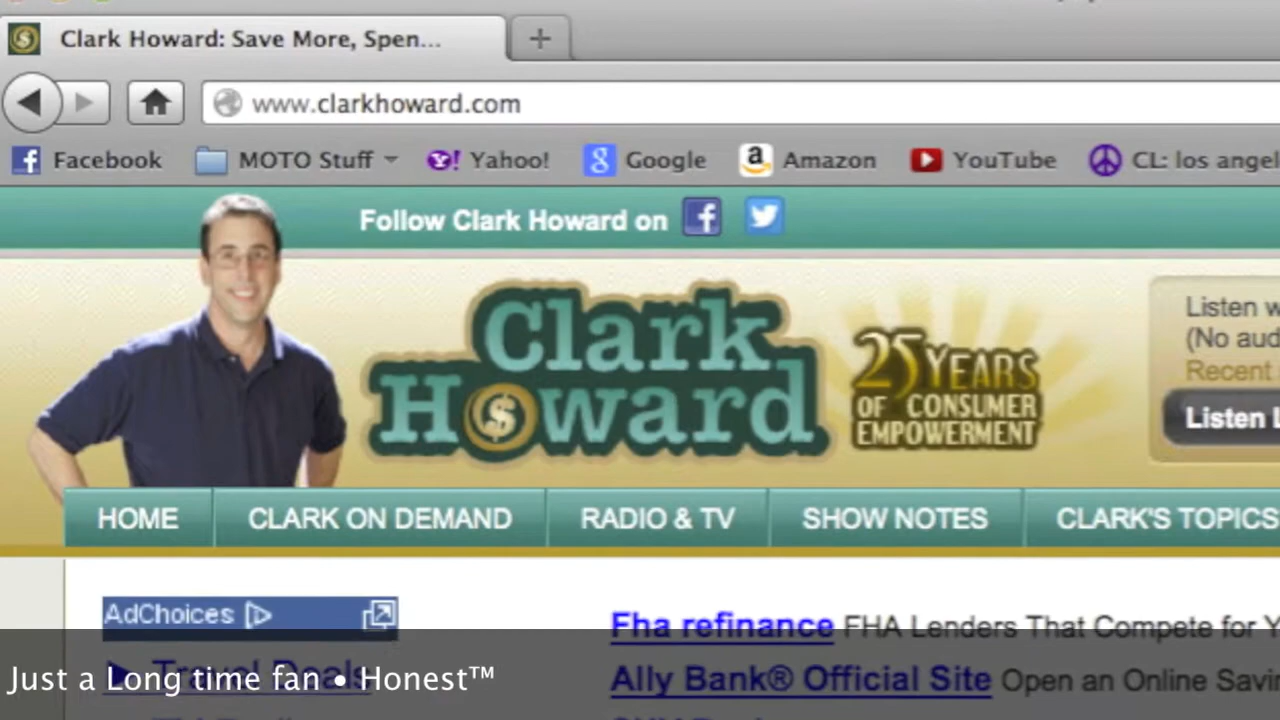 Clark Howard: Save More, Spen...
www.clarkhoward.com
Facebook MOTO Stuff Yahoo! Google Amazon YouTube CL: los angel
Follow Clark Howard on
Clark
Howard
25 YEARS
OF CONSUMER
EMPOWERMENT
Listen w
(No aud
Recent
Listen L
HOME CLARK ON DEMAND RADIO & TV SHOW NOTES CLARK'S TOPICS
AdChoices
Fha refinance FHA Lenders That Compete for Y
Travel Deals
Ally Bank® Official Site Open an Online Savin
Just a Long time fan • Honest™